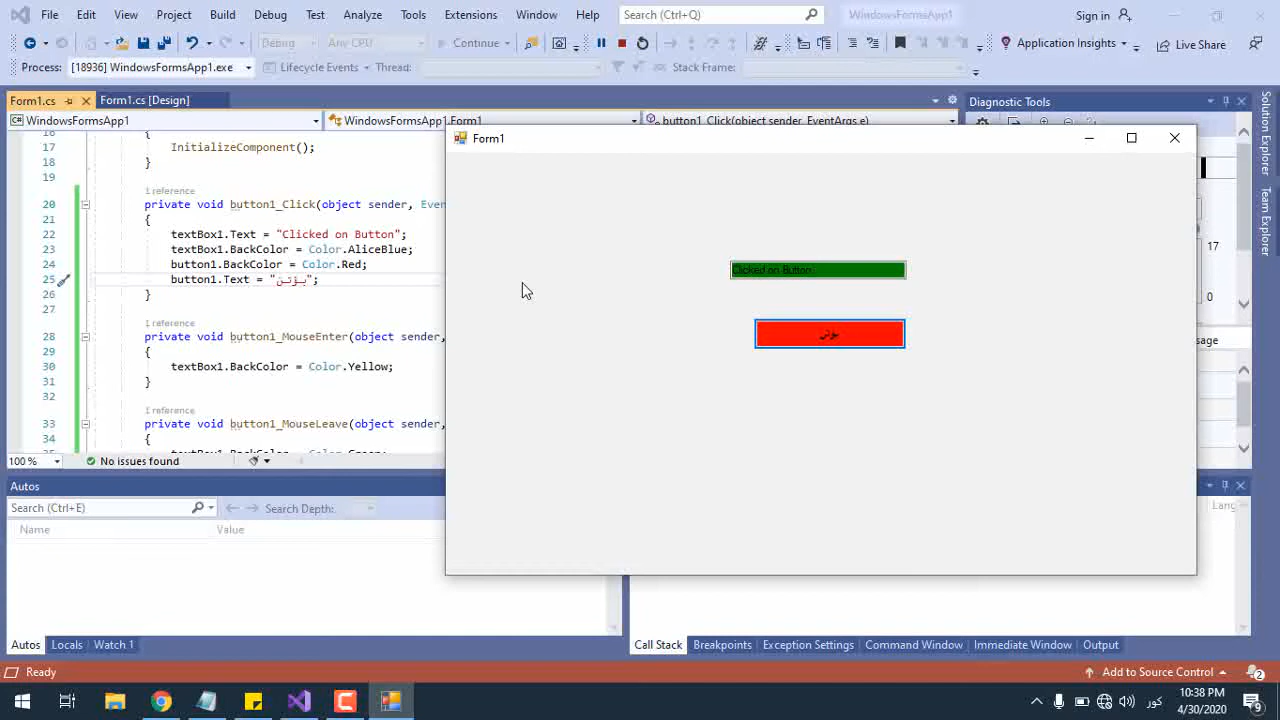 File Edit View Project Build Debug Test Analyze Tools Extensions Window Help Search (Ctrl+Q) WindowsFormsApp1 Sign in
Debug Any CPU Continue Application Insights Live Share
Process: [18936] WindowsFormsApp1.exe Lifecycle Events Thread: Stack Frame:
Form1.cs Form1.cs [Design] Diagnostic Tools
WindowsFormsApp1 WindowsFormsApp1.Form1 button1_Click(object sender, EventArgs e)
Form1
16 {
17 InitializeComponent();
18 }
19
1 reference
20 private void button1_Click(object sender, Even
21 {
22 textBox1.Text = "Clicked on Button";
23 textBox1.BackColor = Color.AliceBlue;
24 button1.BackColor = Color.Red;
25 button1.Text = "بۆتن";
26 }
27
1 reference
28 private void button1_MouseEnter(object sender,
29 {
30 textBox1.BackColor = Color.Yellow;
31 }
32
1 reference
33 private void button1_MouseLeave(object sender,
34 {
Clicked on Button
بۆتن
17
0
sage
Solution Explorer
Team Explorer
100 % No issues found
Autos
Search (Ctrl+E) Search Depth:
Name Value
Lang
Autos Locals Watch 1
Call Stack Breakpoints Exception Settings Command Window Immediate Window Output
Ready Add to Source Control 2
كور 10:38 PM
4/30/2020 9